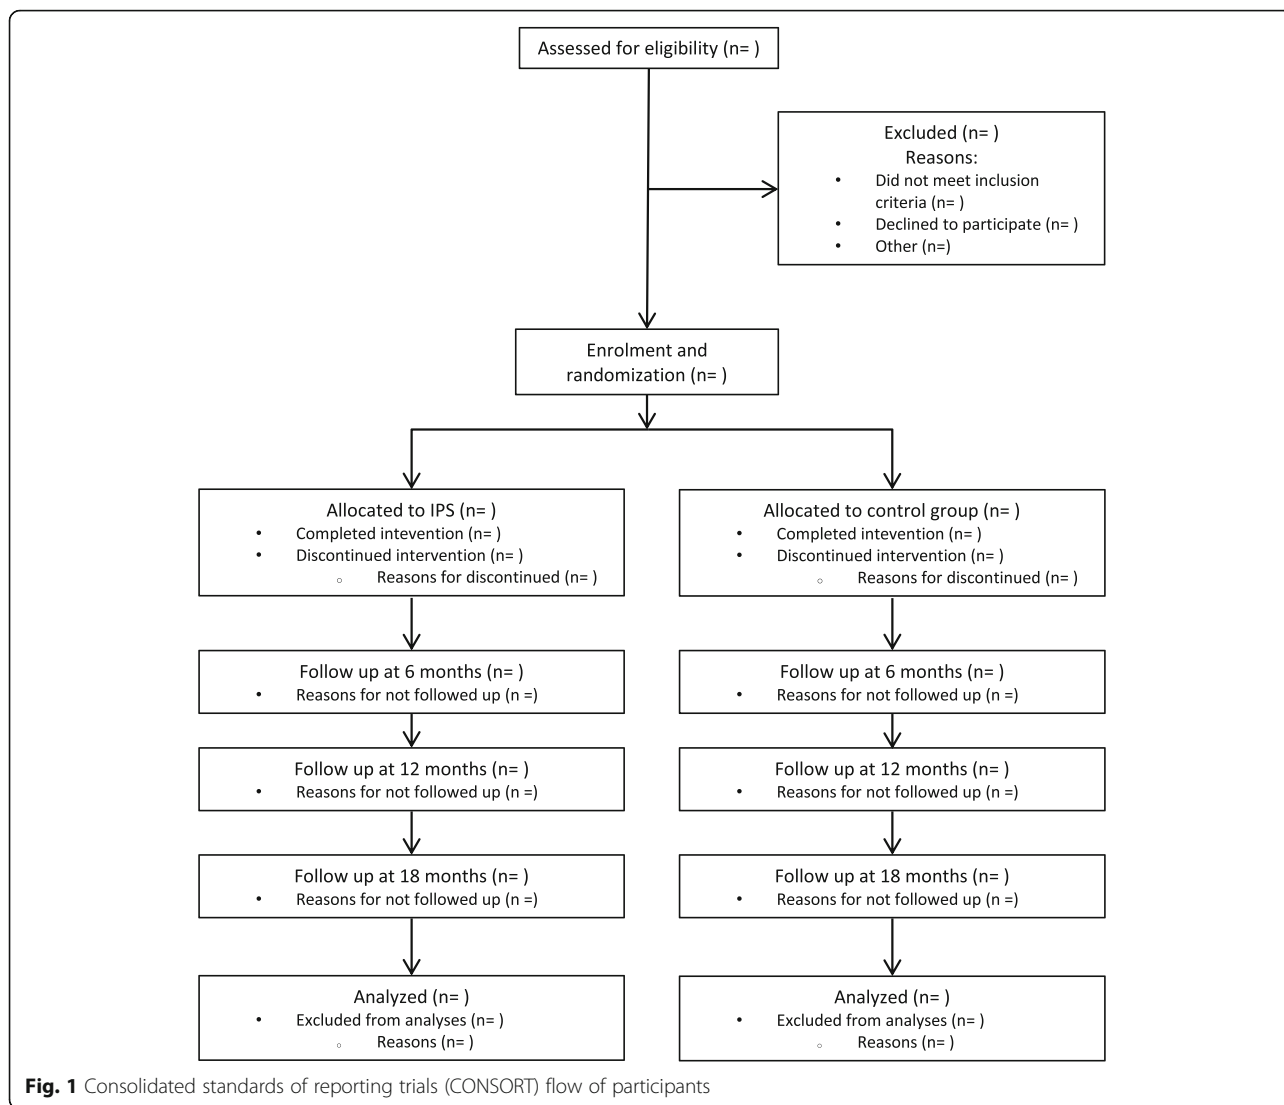 Assessed for eligibility (n= )
Excluded (n= )
Reasons:
• Did not meet inclusion
criteria (n= )
• Declined to participate (n= )
• Other (n=)
Enrolment and
randomization (n= )
Allocated to IPS (n= )
• Completed intevention (n= )
• Discontinued intervention (n= )
○ Reasons for discontinued (n= )
Follow up at 6 months (n= )
• Reasons for not followed up (n =)
Follow up at 12 months (n= )
• Reasons for not followed up (n =)
Follow up at 18 months (n= )
• Reasons for not followed up (n =)
Analyzed (n= )
• Excluded from analyses (n= )
○ Reasons (n= )
Allocated to control group (n= )
• Completed intevention (n= )
• Discontinued intervention (n= )
○ Reasons for discontinued (n= )
Follow up at 6 months (n= )
• Reasons for not followed up (n =)
Follow up at 12 months (n= )
• Reasons for not followed up (n =)
Follow up at 18 months (n= )
• Reasons for not followed up (n =)
Analyzed (n= )
• Excluded from analyses (n= )
○ Reasons (n= )
Fig. 1 Consolidated standards of reporting trials (CONSORT) flow of participants